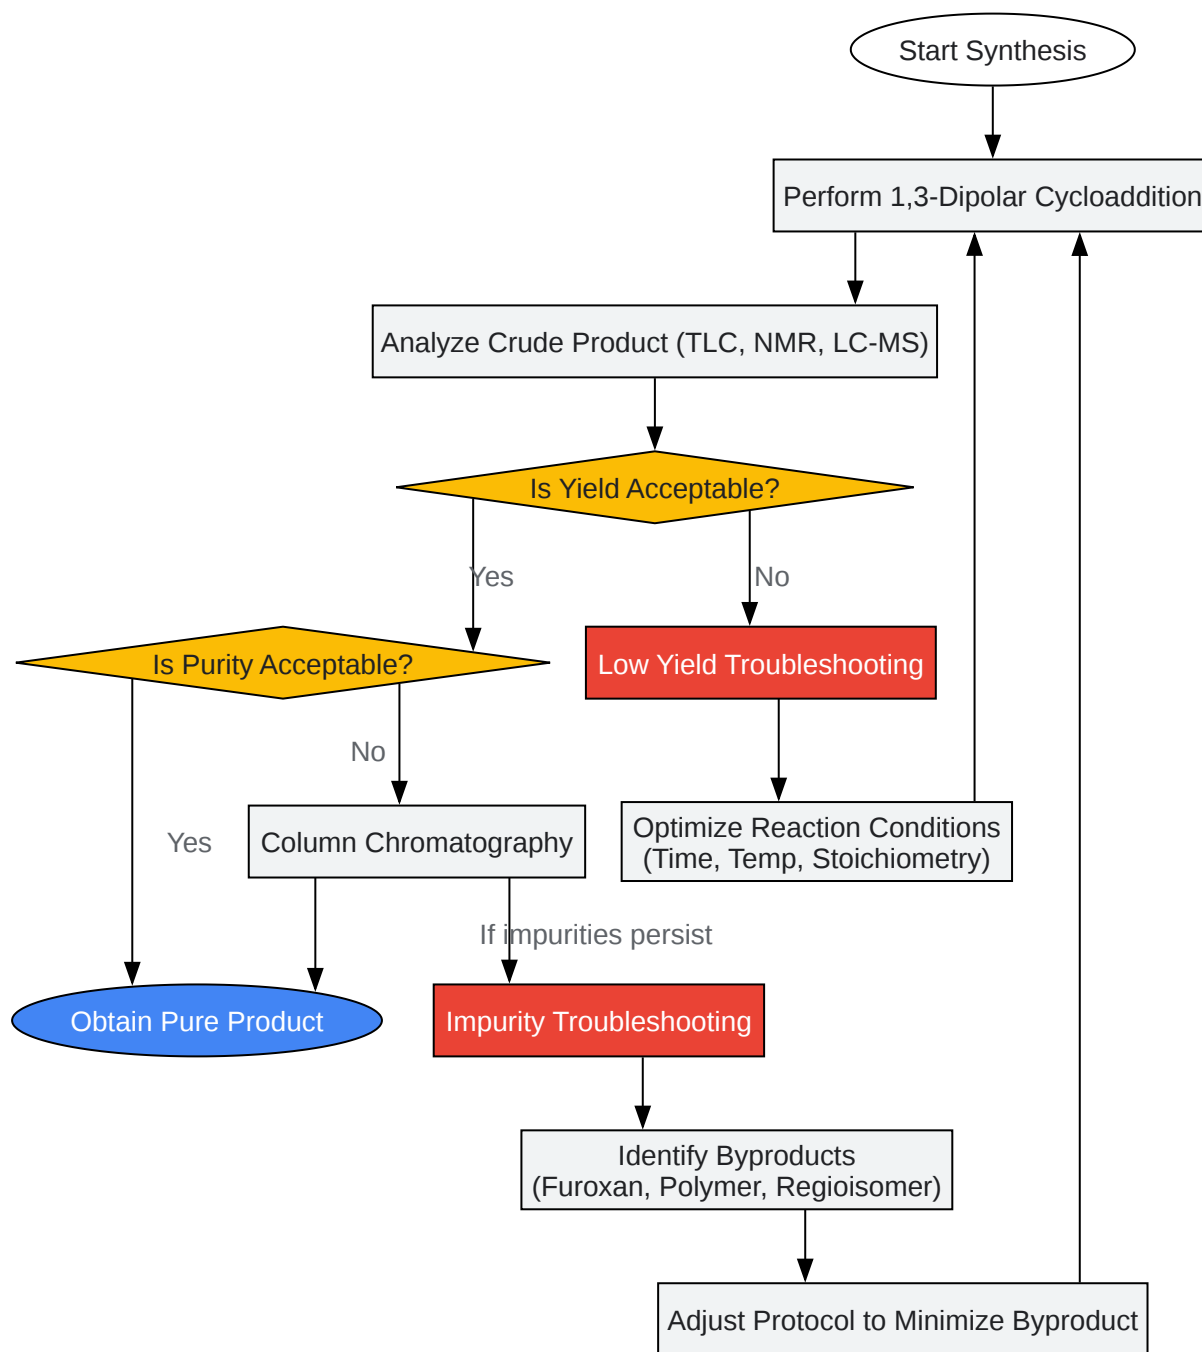 Start Synthesis
Perform 1,3-Dipolar Cycloaddition
Analyze Crude Product (TLC, NMR, LC-MS)
Is Yield Acceptable?
Yes
No
Is Purity Acceptable?
Low Yield Troubleshooting
No
Yes
Column Chromatography
Optimize Reaction Conditions
(Time, Temp, Stoichiometry)
If impurities persist
Obtain Pure Product
Impurity Troubleshooting
Identify Byproducts
(Furoxan, Polymer, Regioisomer)
Adjust Protocol to Minimize Byproduct